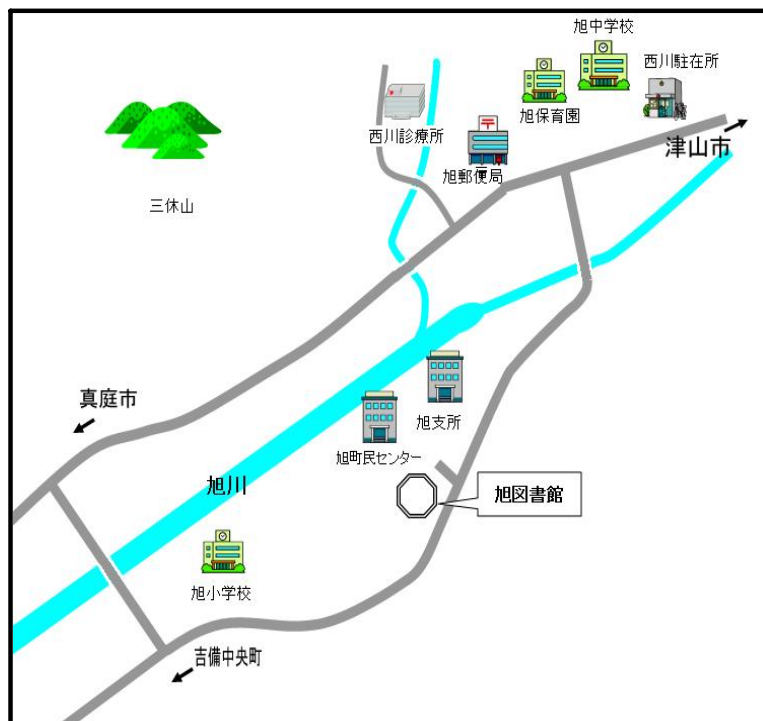 旭中学校
西川駐在所
旭保育園
西川診療所
津山市
旭郵便局
三休山
真庭市
旭支所
旭町民センター
旭川
旭図書館
旭小学校
吉備中央町